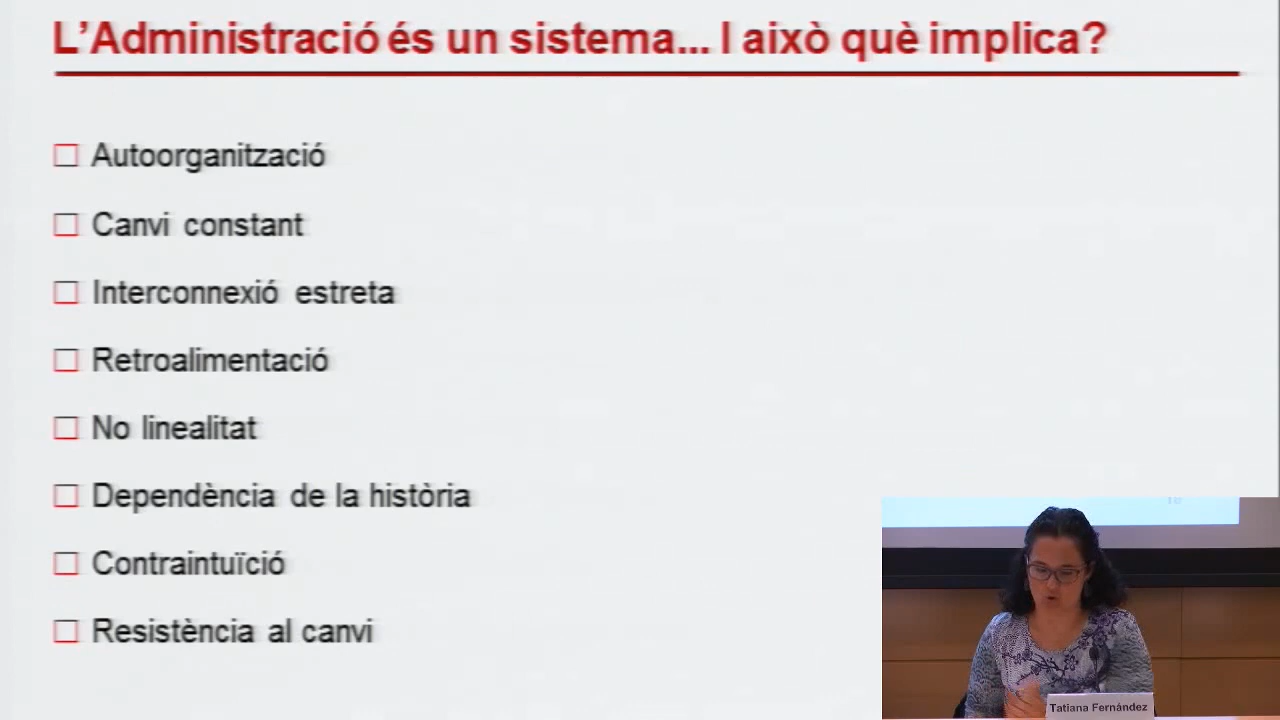 L'Administració és un sistema... I això què implica?
Autoorganització
Canvi constant
Interconnexió estreta
Retroalimentació
No linealitat
Dependència de la història
Contraintuïció
Resistència al canvi
Tatiana Fernández